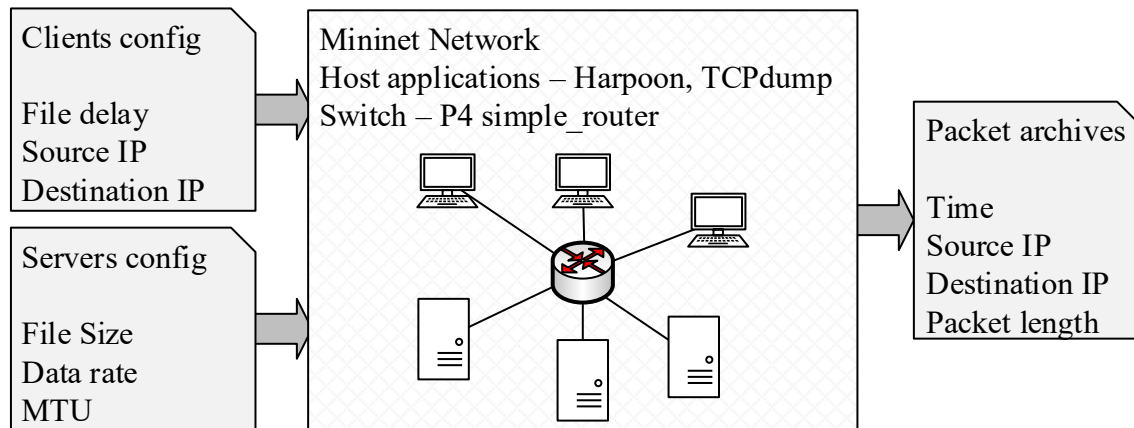 Clients config
File delay
Source IP
Destination IP
Servers config
File Size
Data rate
MTU
Mininet Network
Host applications – Harpoon, TCPdump
Switch – P4 simple_router
Packet archives
Time
Source IP
Destination IP
Packet length